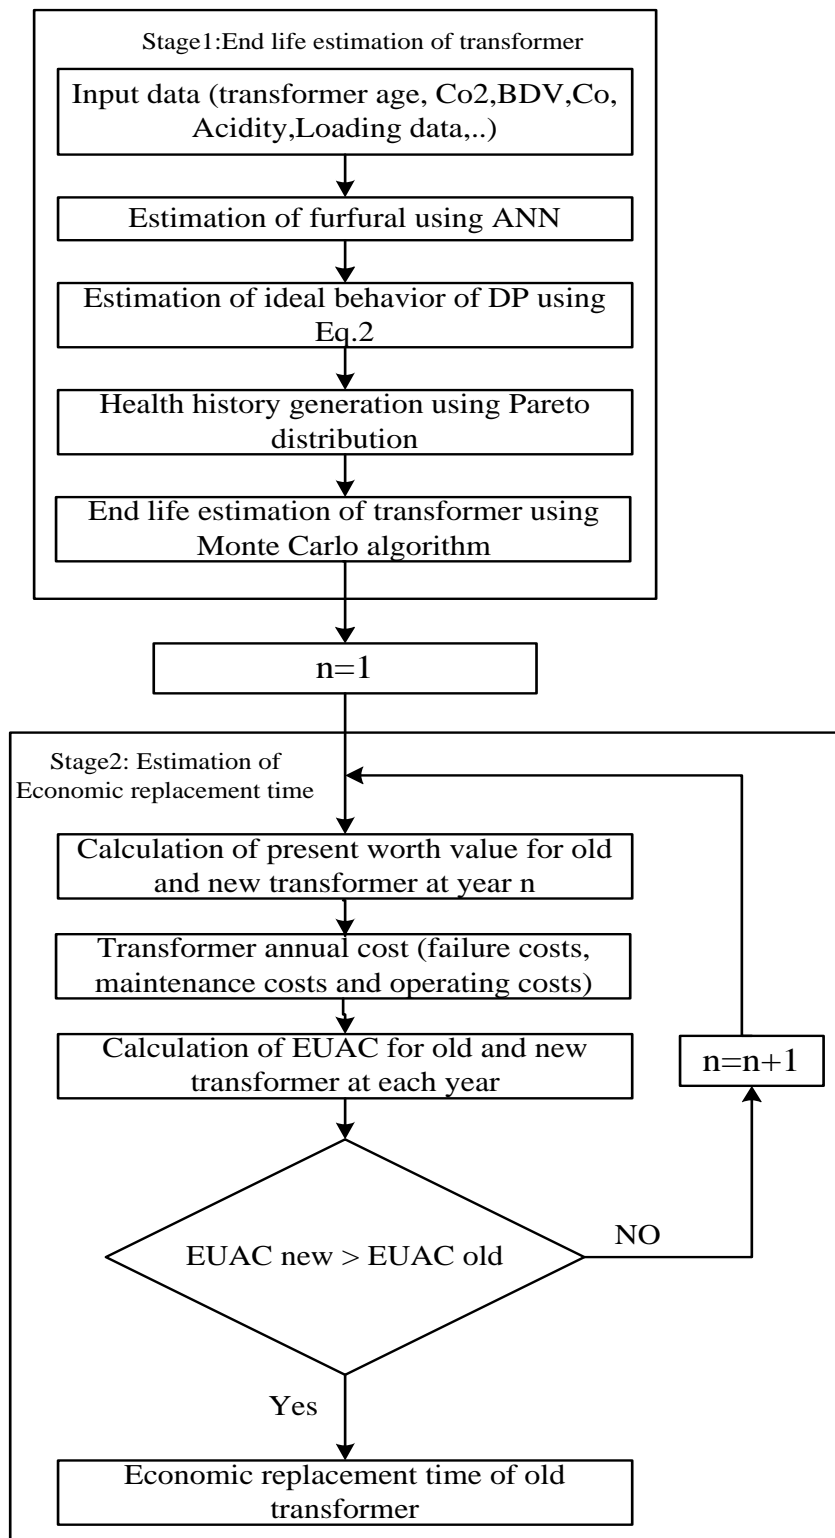 Stage1:End life estimation of transformer
Input data (transformer age, Co2,BDV,Co,
Acidity,Loading data,..)
Estimation of furfural using ANN
Estimation of ideal behavior of DP using
Eq.2
Health history generation using Pareto
distribution
End life estimation of transformer using
Monte Carlo algorithm
n=1
Stage2: Estimation of
Economic replacement time
Calculation of present worth value for old
and new transformer at year n
Transformer annual cost (failure costs,
maintenance costs and operating costs)
Calculation of EUAC for old and new
transformer at each year
n=n+1
EUAC new > EUAC old
NO
Yes
Economic replacement time of old
transformer